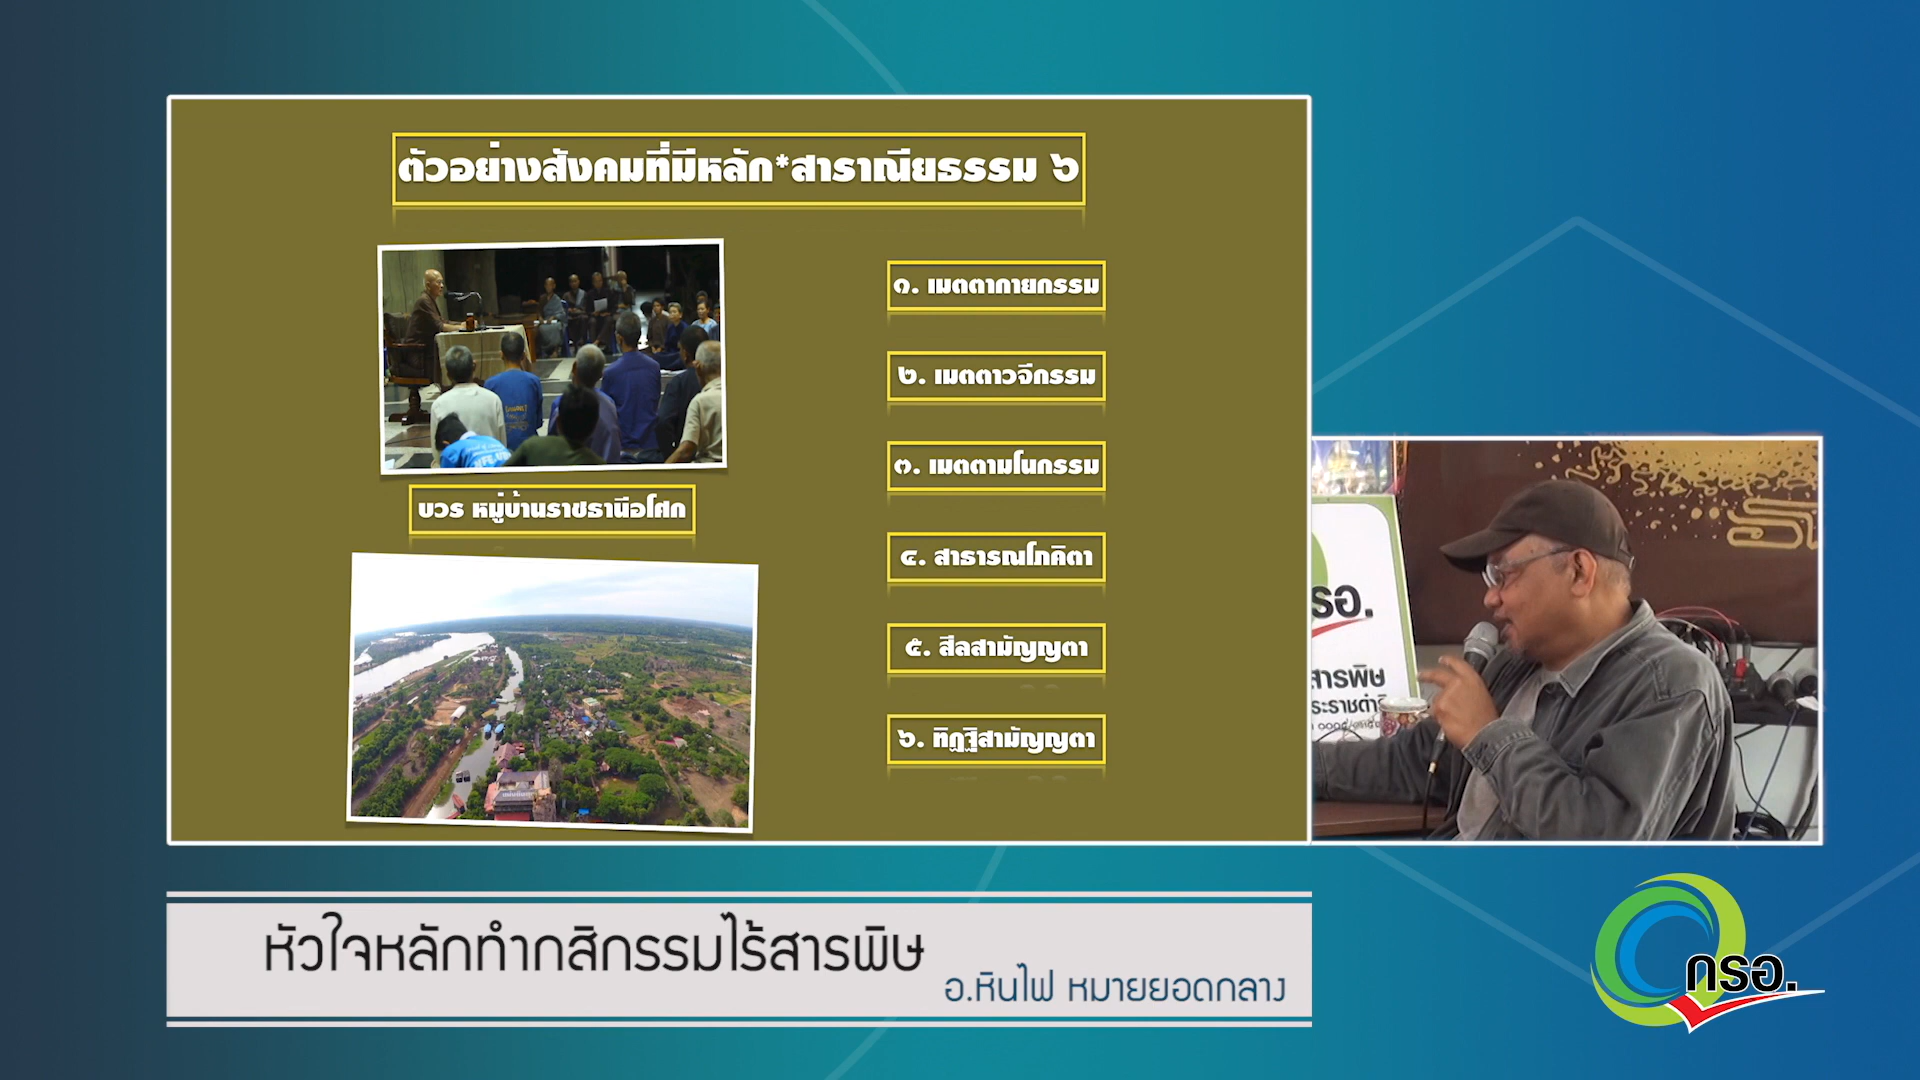 ตัวอย่างสังคมที่มีหลัก*สาราณียธรรม ๖
๑. เมตตากายกรรม
๒. เมตตาวจีกรรม
๓. เมตตามโนกรรม
๔. สาธารณโภคิตา
๕. สีลสามัญญตา
๖. ทิฏฐิสามัญญตา
บวร หมู่บ้านราชธานีอโศก
รอ.
สารพิษ
หัวใจหลักทำกสิกรรมไร้สารพิษ
อ.หินไฟ หมายยอดกลาง
กรอ.